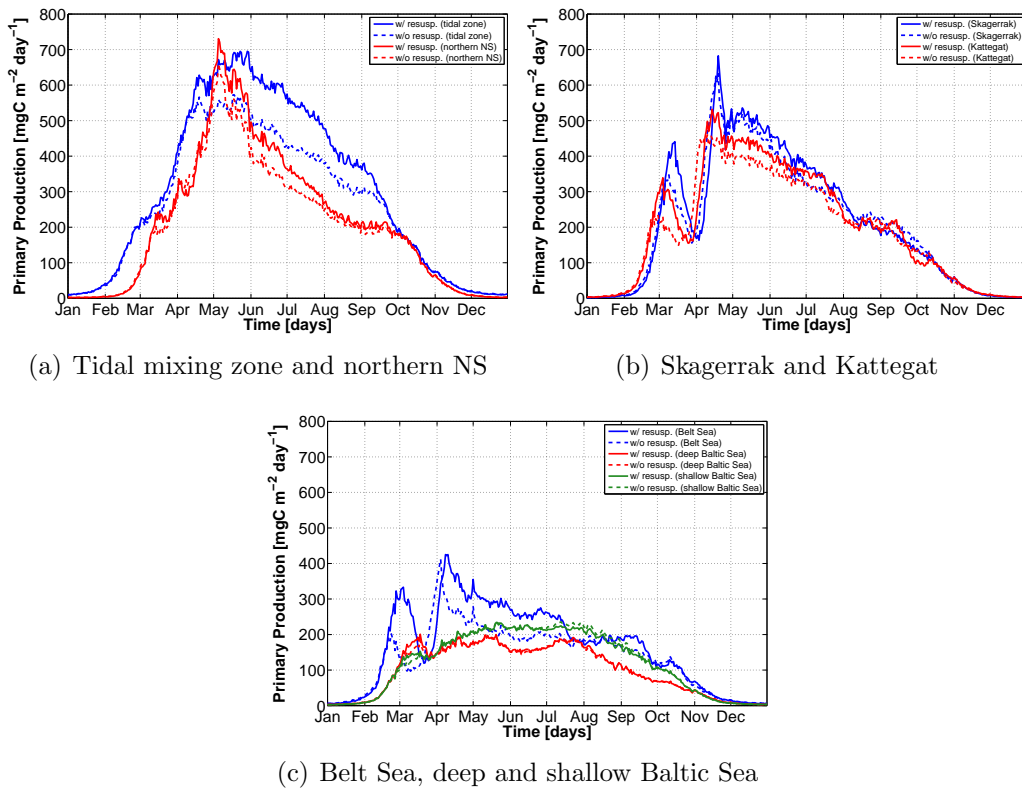 800
700
600
500
400
300
200
100
0
Primary Production [mgC m⁻² day⁻¹]
w/ resusp. (tidal zone)
w/o resusp. (tidal zone)
w/ resusp. (northern NS)
w/o resusp. (northern NS)
Jan Feb Mar Apr May Jun Jul Aug Sep Oct Nov Dec
Time [days]
(a) Tidal mixing zone and northern NS
800
700
600
500
400
300
200
100
0
Primary Production [mgC m⁻² day⁻¹]
w/ resusp. (Skagerrak)
w/o resusp. (Skagerrak)
w/ resusp. (Kattegat)
w/o resusp. (Kattegat)
Jan Feb Mar Apr May Jun Jul Aug Sep Oct Nov Dec
Time [days]
(b) Skagerrak and Kattegat
800
700
600
500
400
300
200
100
0
Primary Production [mgC m⁻² day⁻¹]
w/ resusp. (Belt Sea)
w/o resusp. (Belt Sea)
w/ resusp. (deep Baltic Sea)
w/o resusp. (deep Baltic Sea)
w/ resusp. (shallow Baltic Sea)
w/o resusp. (shallow Baltic Sea)
Jan Feb Mar Apr May Jun Jul Aug Sep Oct Nov Dec
Time [days]
(c) Belt Sea, deep and shallow Baltic Sea